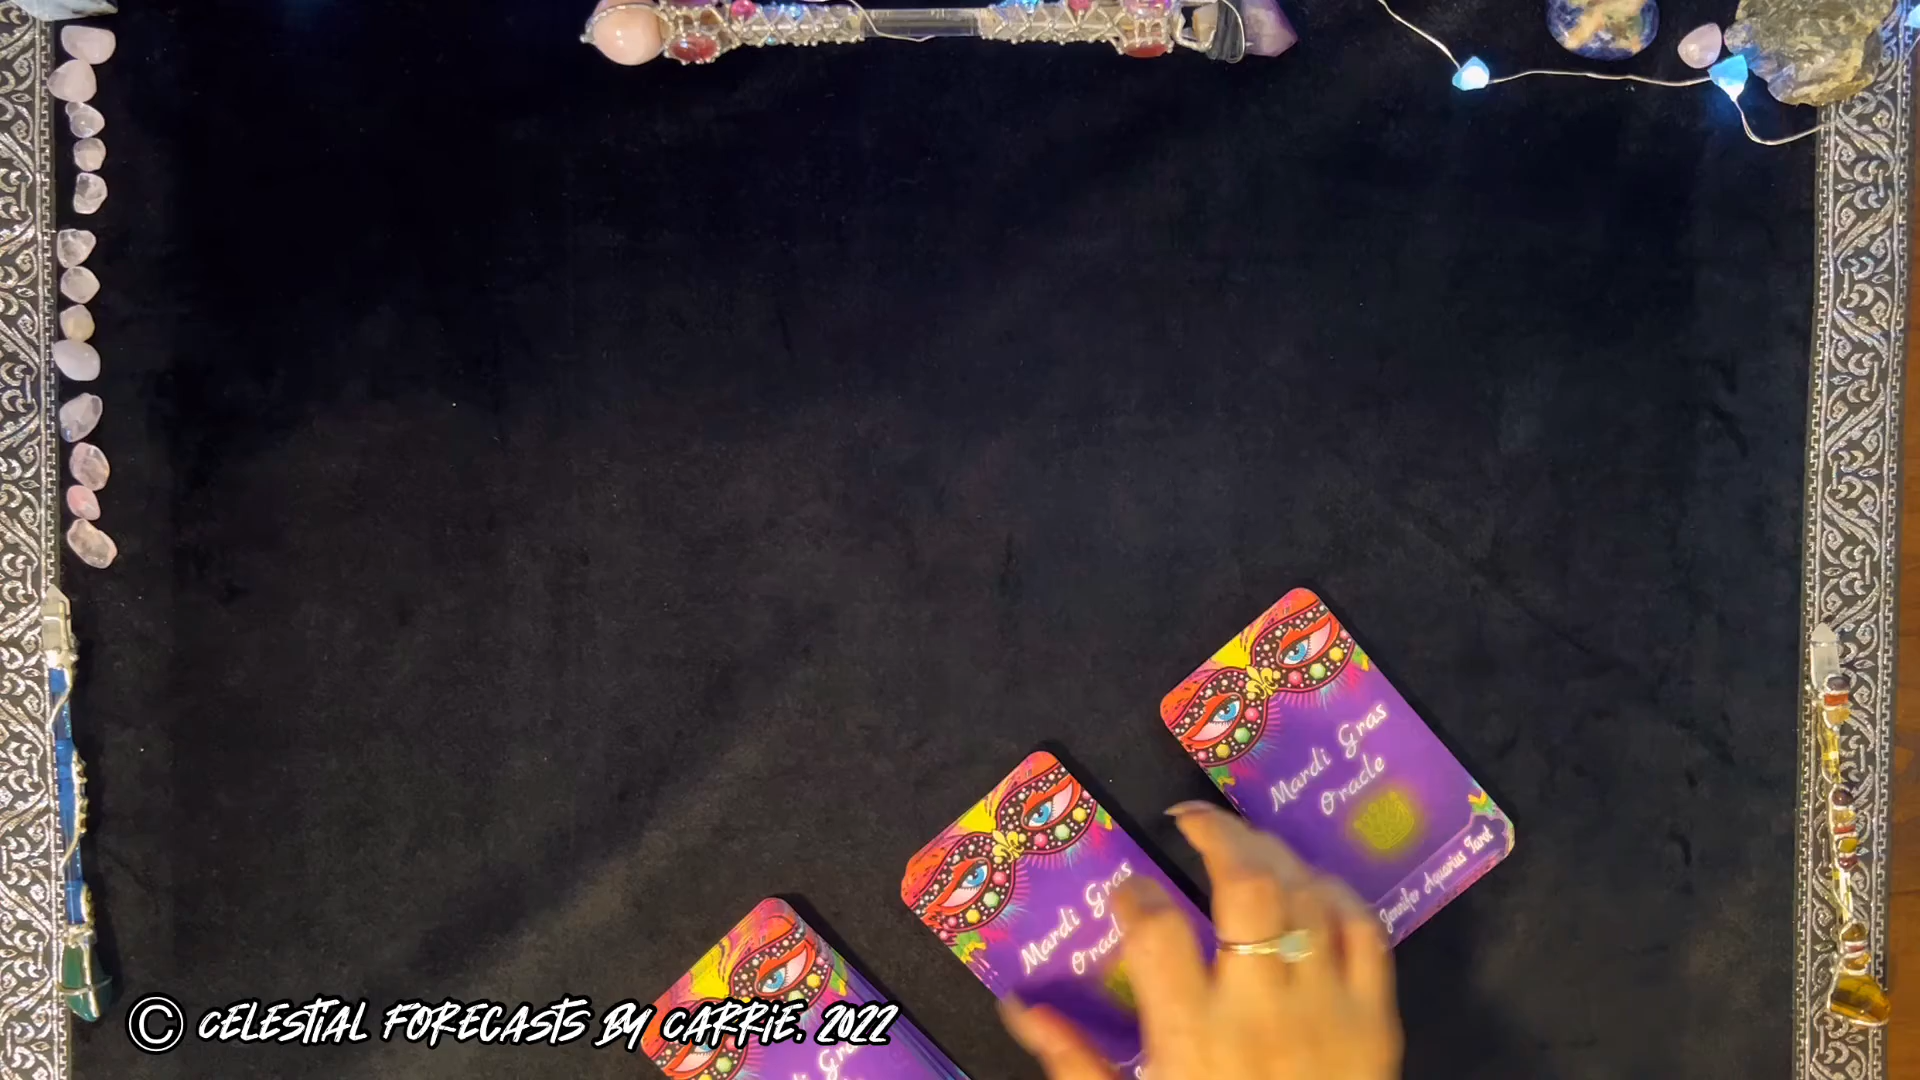 Mardi Gras
Oracle
Jennifer Aquarius Tarot
Mardi Gras
© CELESTIAL FORECASTS BY CARRIE. 2022